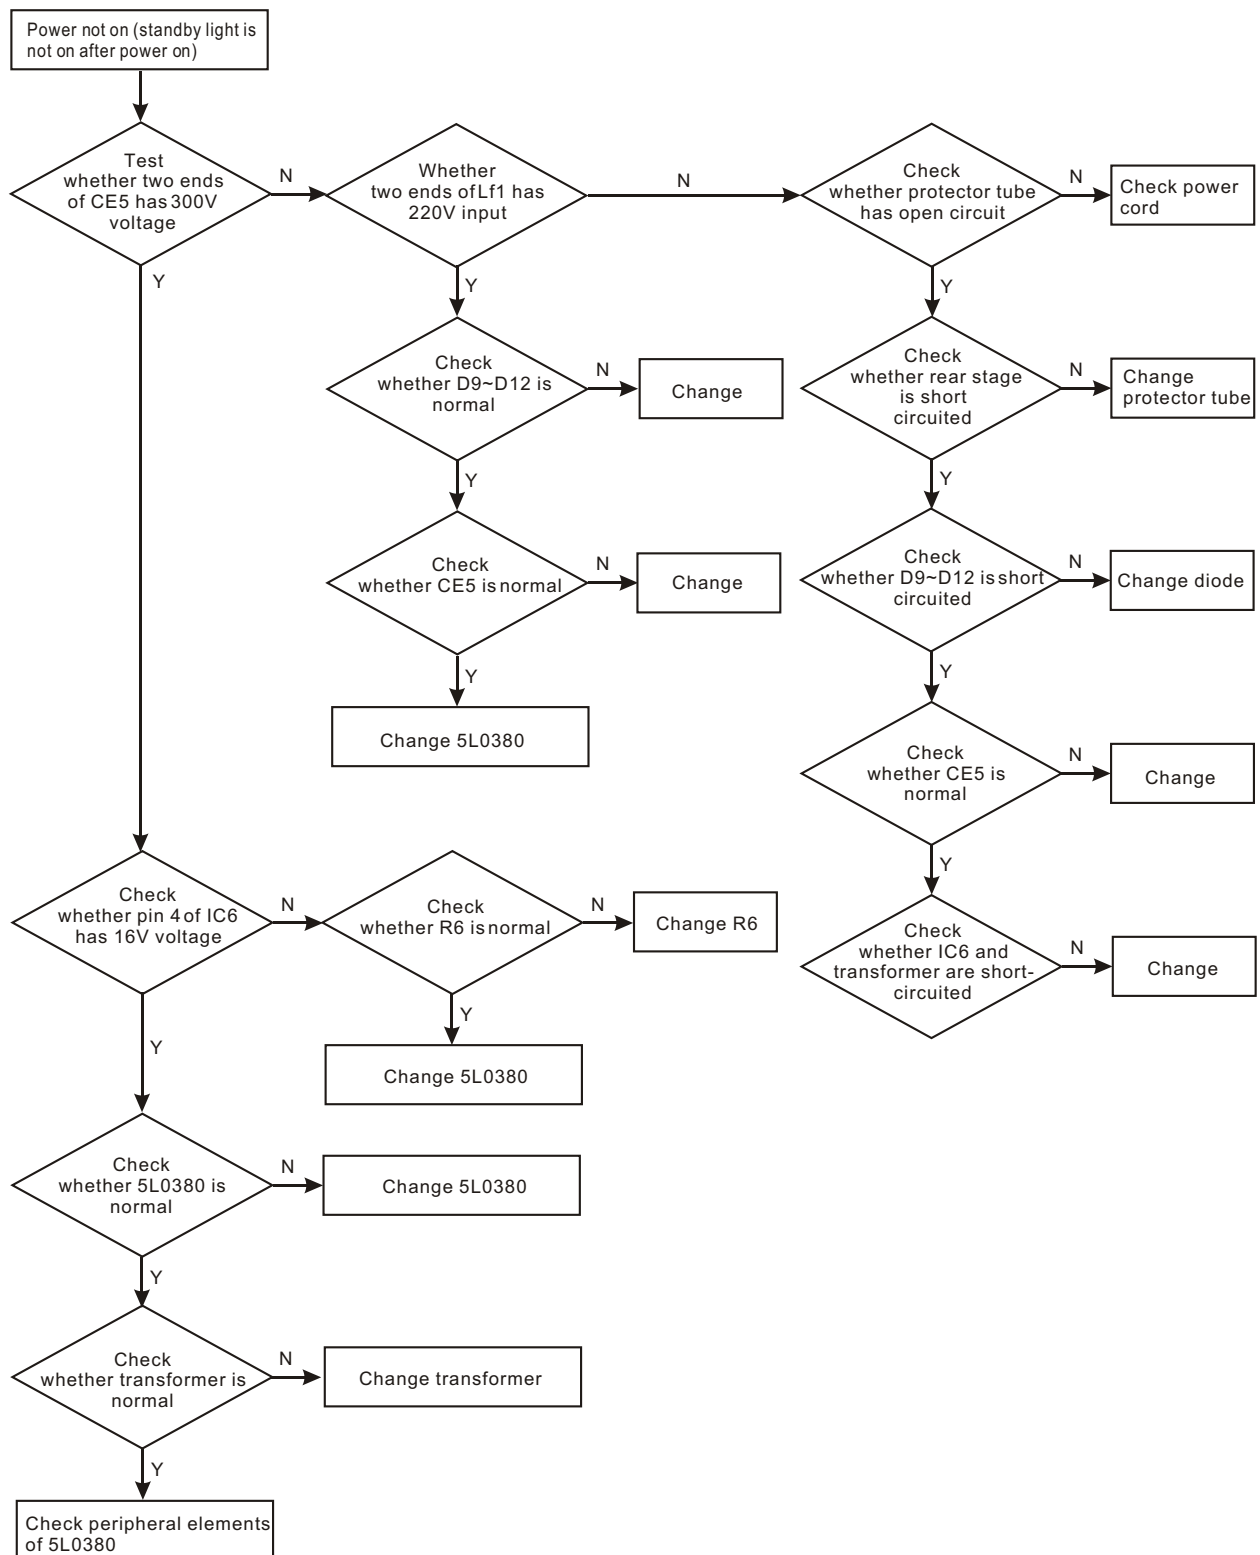 Power not on (standby light is
not on after power on)
Test
whether two ends
of CE5 has 300V
voltage
N
Y
Whether
two ends of Lf1 has
220V input
N
Y
Check
whether protector tube
has open circuit
N
Y
Check power
cord
Check
whether D9~D12 is
normal
N
Y
Change
Check
whether rear stage
is short
circuited
N
Y
Change
protector tube
Check
whether CE5 is normal
N
Y
Change
Check
whether D9~D12 is short
circuited
N
Y
Change diode
Change 5L0380
Check
whether CE5 is
normal
N
Y
Change
Check
whether pin 4 of IC6
has 16V voltage
N
Y
Check
whether R6 is normal
N
Y
Change R6
Check
whether IC6 and
transformer are short-
circuited
N
Change
Change 5L0380
Check
whether 5L0380 is
normal
N
Y
Change 5L0380
Check
whether transformer is
normal
N
Y
Change transformer
Check peripheral elements
of 5L0380